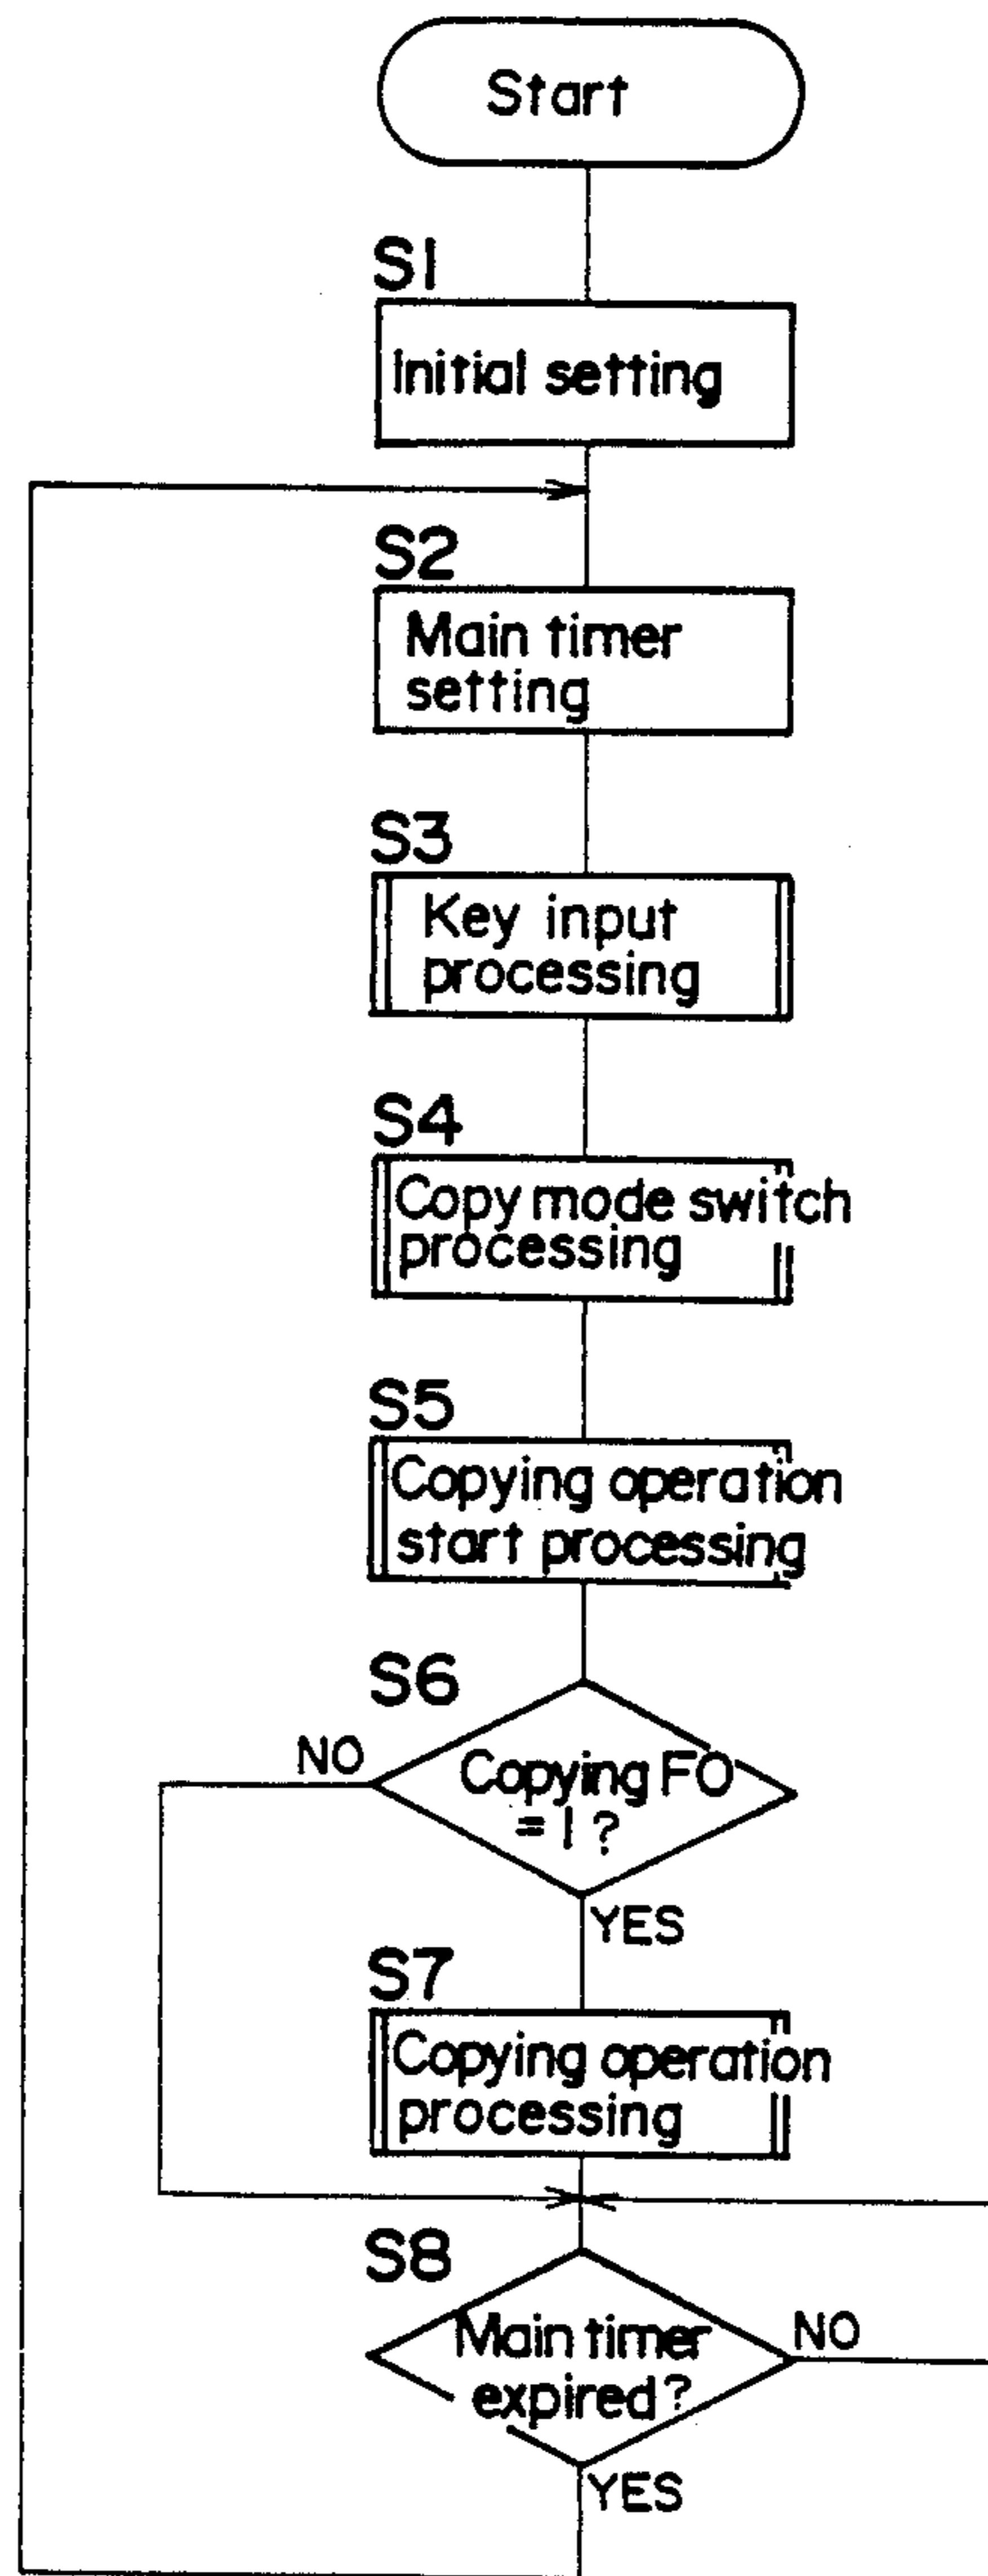 Start
S1
Initial setting
S2
Main timer
setting
S3
Key input
processing
S4
Copy mode switch
processing
S5
Copying operation
start processing
S6
NO
Copying F0
=1?
YES
S7
Copying operation
processing
S8
Main timer
expired?
NO
YES